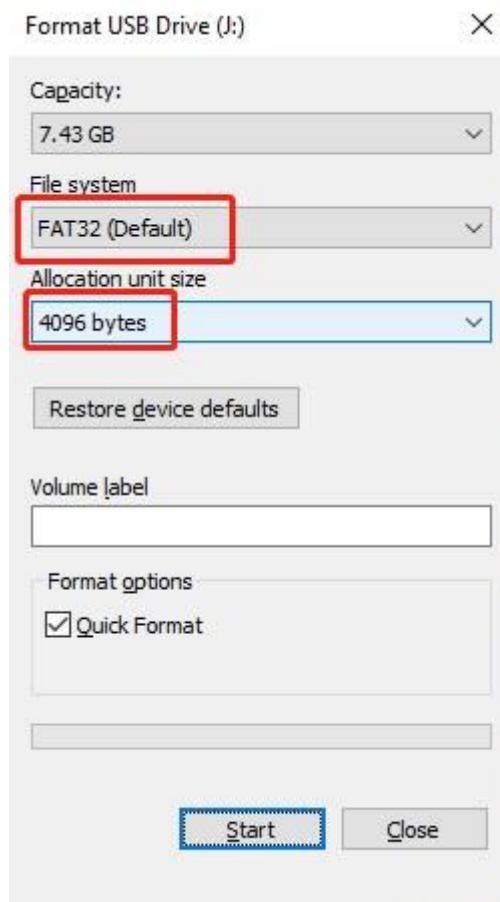 Format USB Drive (J:)
Capacity:
7.43 GB
File system
FAT32 (Default)
Allocation unit size
4096 bytes
Restore device defaults
Volume label
Format options
Quick Format
Start
Close